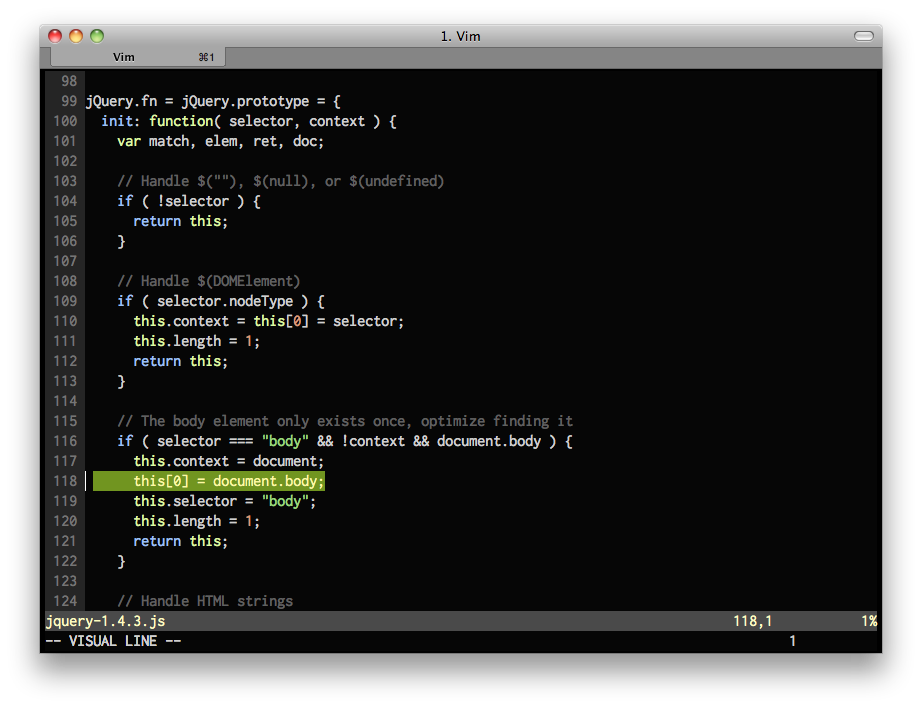 1. Vim
Vim ⌘1
98
99 jQuery.fn = jQuery.prototype = {
100   init: function( selector, context ) {
101     var match, elem, ret, doc;
102
103     // Handle $(""), $(null), or $(undefined)
104     if ( !selector ) {
105       return this;
106     }
107
108     // Handle $(DOMElement)
109     if ( selector.nodeType ) {
110       this.context = this[0] = selector;
111       this.length = 1;
112       return this;
113     }
114
115     // The body element only exists once, optimize finding it
116     if ( selector === "body" && !context && document.body ) {
117       this.context = document;
118       this[0] = document.body;
119       this.selector = "body";
120       this.length = 1;
121       return this;
122     }
123
124     // Handle HTML strings
jquery-1.4.3.js 118,1 1%
-- VISUAL LINE -- 1